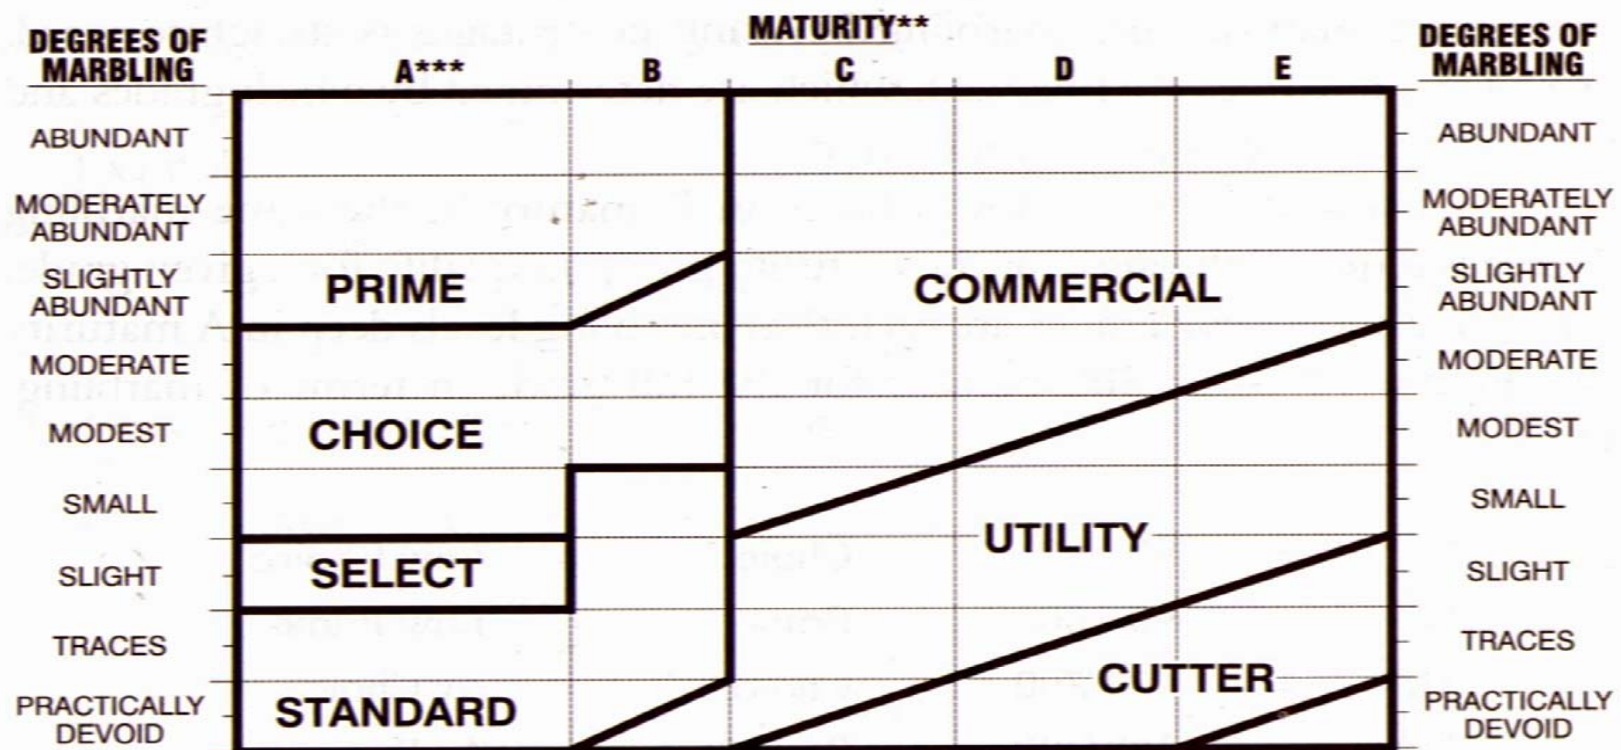 MATURITY**
DEGREES OF
MARBLING
A***
B
C
D
E
DEGREES OF
MARBLING
ABUNDANT
ABUNDANT
MODERATELY
ABUNDANT
MODERATELY
ABUNDANT
SLIGHTLY
ABUNDANT
PRIME
COMMERCIAL
SLIGHTLY
ABUNDANT
MODERATE
MODERATE
MODEST
CHOICE
MODEST
SMALL
SMALL
UTILITY
SLIGHT
SELECT
SLIGHT
TRACES
TRACES
CUTTER
PRACTICALLY
DEVOID
STANDARD
PRACTICALLY
DEVOID